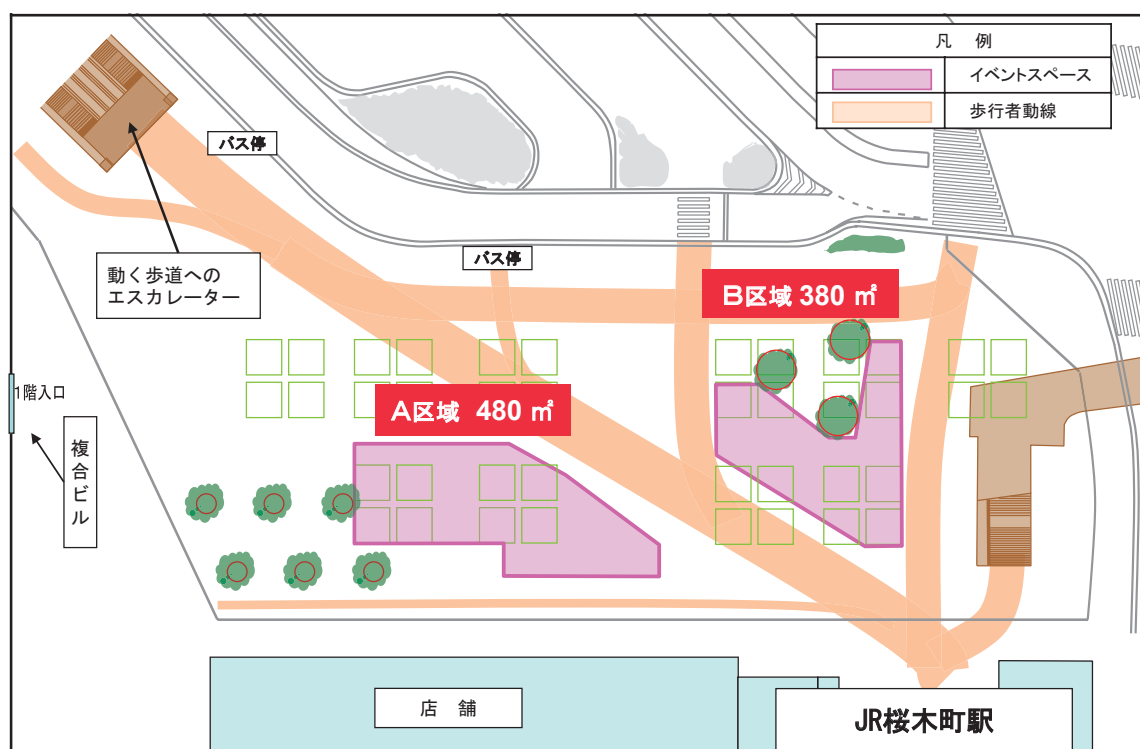 凡 例
イベントスペース
歩行者動線
バス停
バス停
動く歩道への
エスカレーター
B区域 380 ㎡
A区域 480 ㎡
1階入口
複合ビル
店 舗
JR桜木町駅